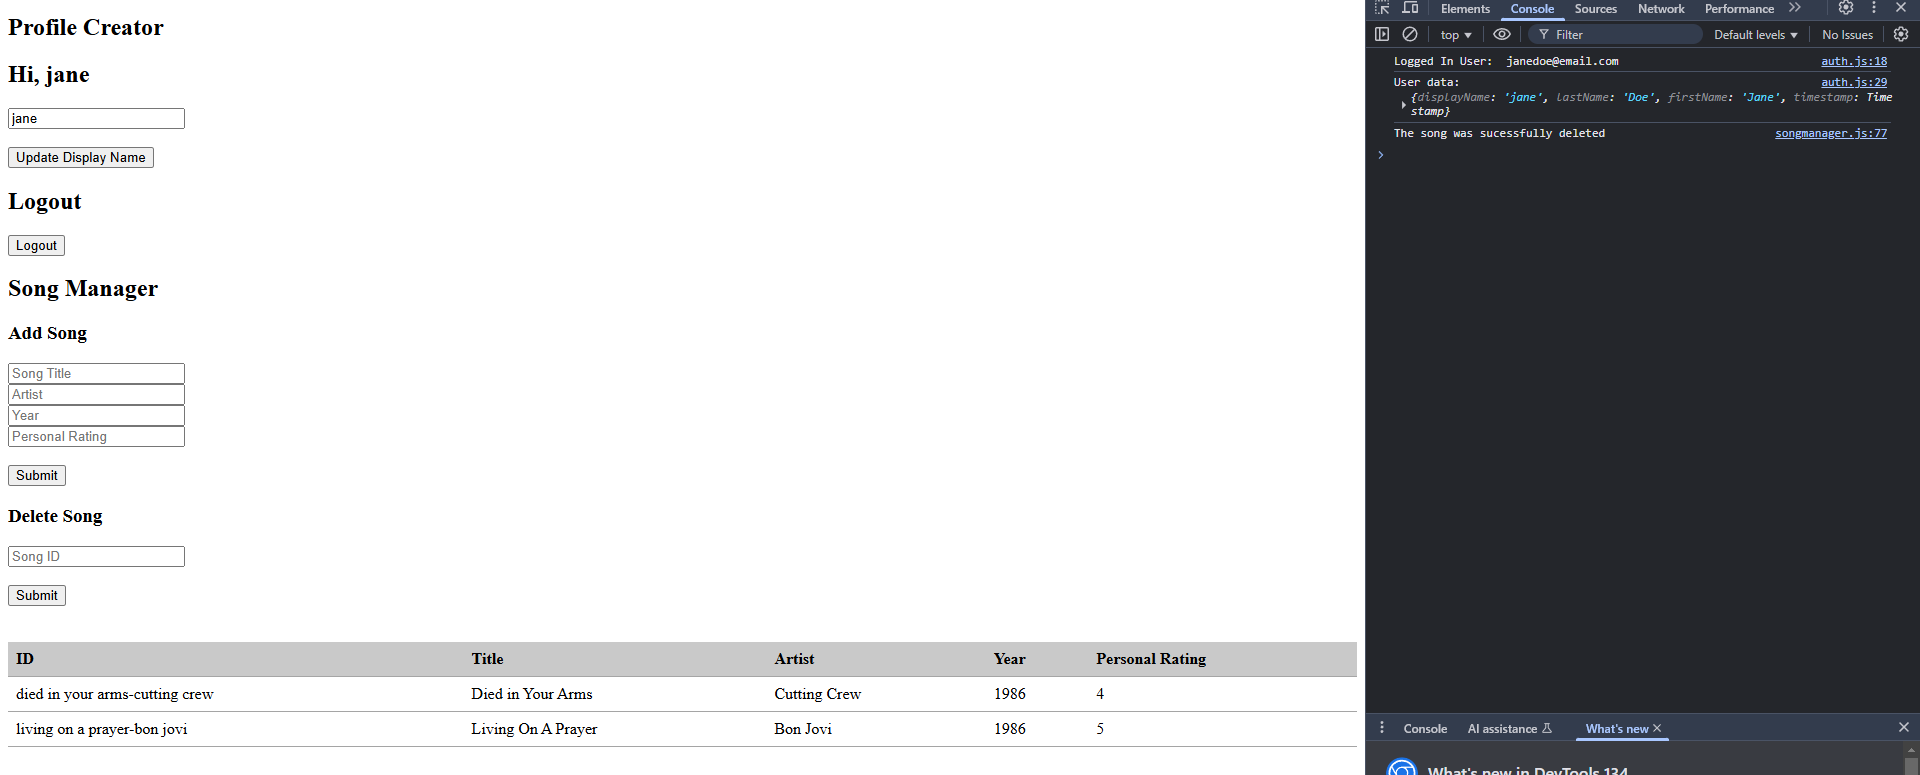 Profile Creator
Hi, jane
jane
Update Display Name
Logout
Logout
Song Manager
Add Song
Song Title
Artist
Year
Personal Rating
Submit
Delete Song
Song ID
Submit
ID Title Artist Year Personal Rating
died in your arms-cutting crew Died in Your Arms Cutting Crew 1986 4
living on a prayer-bon jovi Living On A Prayer Bon Jovi 1986 5
Elements Console Sources Network Performance
top Filter Default levels No Issues
Logged In User: janedoe@email.com auth.js:18
User data: auth.js:29
{displayName: 'jane', lastName: 'Doe', firstName: 'Jane', timestamp: Time
stamp}
The song was sucessfully deleted songmanager.js:77
Console AI assistance What's new
What's new in DevTools 134